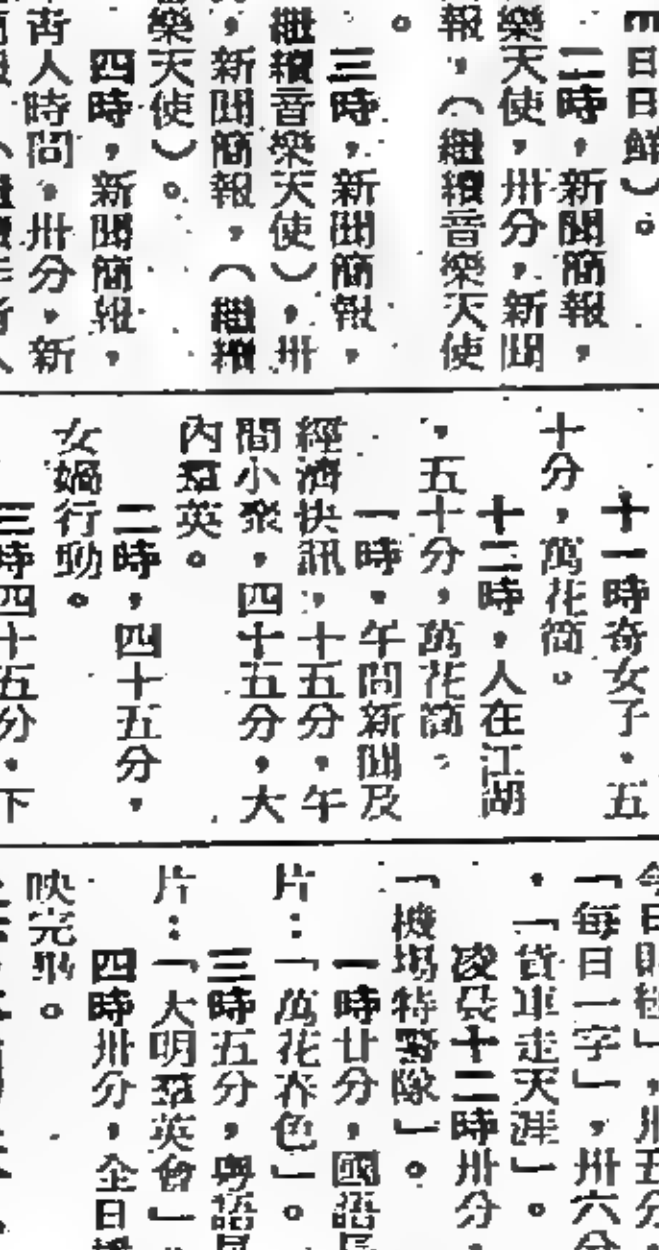 日日鮮）。
二時，新聞簡報，
樂天使，卅分，新聞
報，（繼續音樂天使
。
三時，新聞簡報，
繼續音樂天使），卅
，新聞簡報，（繼續
樂天使）。
四時，新聞簡報，
青人時間，卅分，新
十一時奇女子，五
十分，萬花筒。
十二時，人在江湖
，五十分，萬花筒。
一時，午間新聞及
經濟快訊，十五分，午
間小聚，四十五分，大
內羣英。
二時，四十五分，
女媧行動。
三時四十五分，下
今日財經」，卅五分
「每日一字」，卅六分
，「貨車走天涯」。
凌晨十二時卅分，
「機場特警隊」。
一時廿分，國語
片：「萬花春色」。
三時五分，粵語
片：「大明羣英會」。
四時卅分，全日
映完畢。